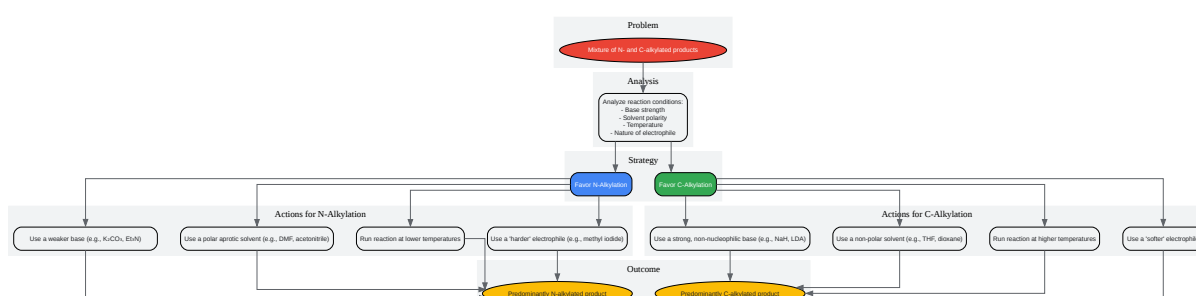 Problem
Mixture of N- and C-alkylated products
Analysis
Analyze reaction conditions:
- Base strength
- Solvent polarity
- Temperature
- Nature of electrophile
Strategy
Favor N-Alkylation
Favor C-Alkylation
Actions for N-Alkylation
Use a weaker base (e.g., K₂CO₃, Et₃N)
Use a polar aprotic solvent (e.g., DMF, acetonitrile)
Run reaction at lower temperatures
Use a 'harder' electrophile (e.g., methyl iodide)
Actions for C-Alkylation
Use a strong, non-nucleophilic base (e.g., NaH, LDA)
Use a non-polar solvent (e.g., THF, dioxane)
Run reaction at higher temperatures
Use a 'softer' electrophile
Outcome
Predominantly N-alkylated product
Predominantly C-alkylated product